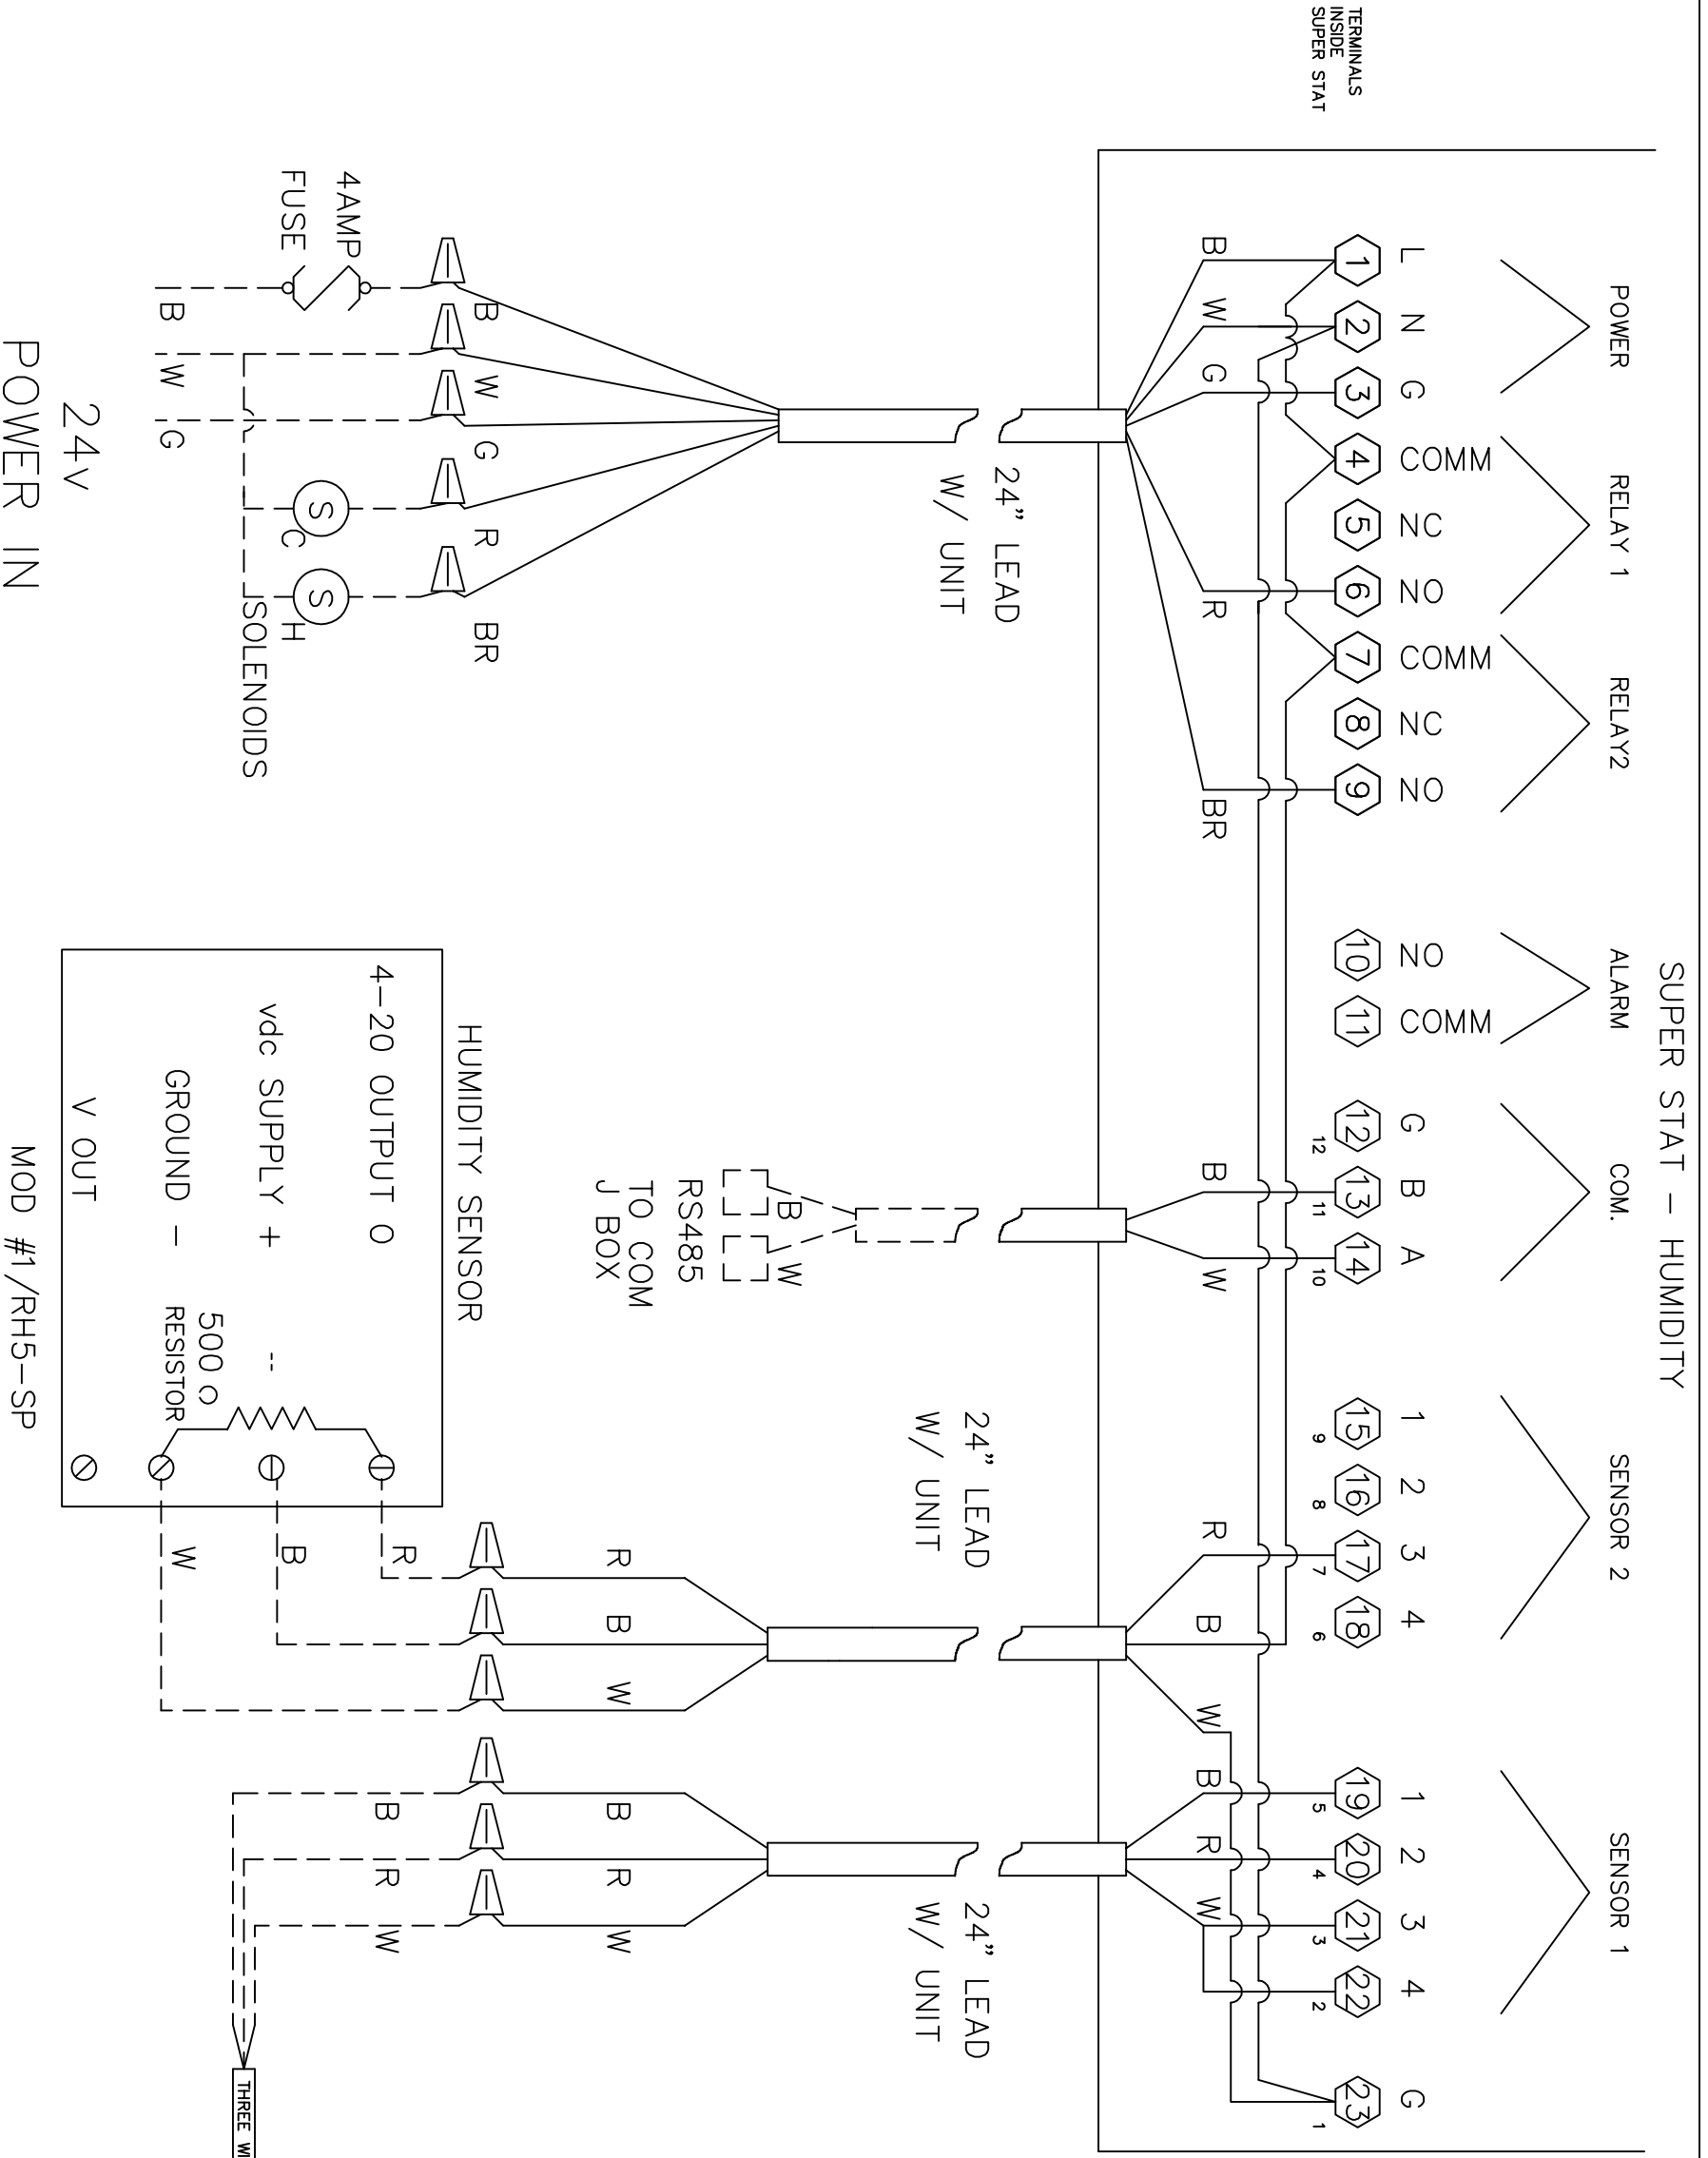 SUPER STAT - HUMIDITY
POWER
RELAY 1
RELAY2
ALARM
COM.
SENSOR 2
SENSOR 1
L
N
G
COMM
NC
NO
COMM
NC
NO
NO
COMM
G
B
A
1
2
3
4
1
2
3
4
G
TERMINALS
INSIDE
SUPER STAT
1
2
3
4
5
6
7
8
9
10
11
12
13
14
15
16
17
18
19
20
21
22
23
12
11
10
9
8
7
6
5
4
3
2
1
B
W
G
R
BR
B
W
R
B
W
B
R
W
24" LEAD
W/ UNIT
24" LEAD
W/ UNIT
24" LEAD
W/ UNIT
B
W
RS485
TO COM
J BOX
R
B
W
B
R
W
B
W
G
R
BR
4AMP
FUSE
C
H
SOLENOIDS
B
W
G
24v
POWER IN
HUMIDITY SENSOR
4-20 OUTPUT O
vdc SUPPLY + --
GROUND -
V OUT
500 Ω
RESISTOR
R
B
W
B
R
W
MOD #1/RH5-SP
THREE